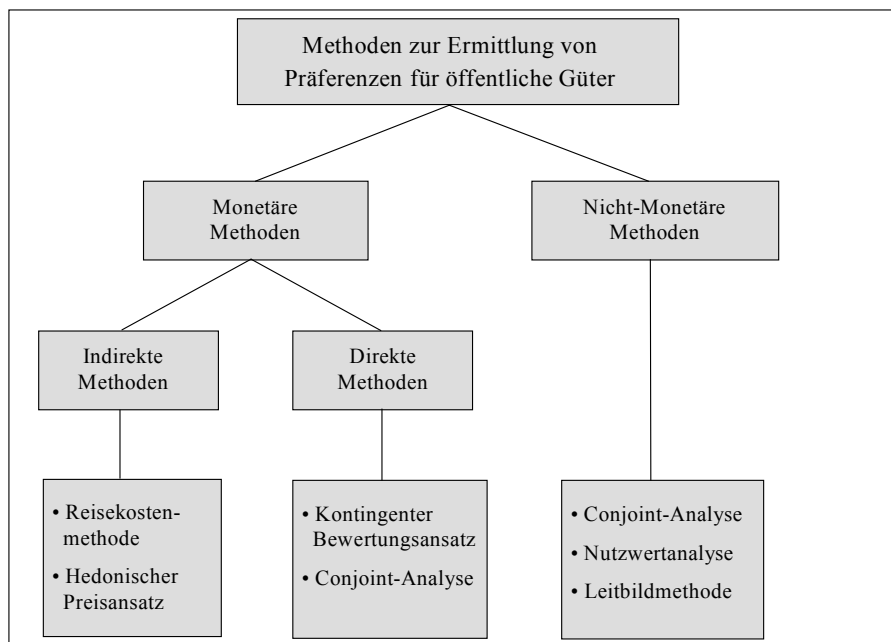 Methoden zur Ermittlung von
Präferenzen für öffentliche Güter
Monetäre
Methoden
Nicht-Monetäre
Methoden
Indirekte
Methoden
Direkte
Methoden
• Reisekosten-
methode
• Hedonischer
Preisansatz
• Kontingenter
Bewertungsansatz
• Conjoint-Analyse
• Conjoint-Analyse
• Nutzwertanalyse
• Leitbildmethode